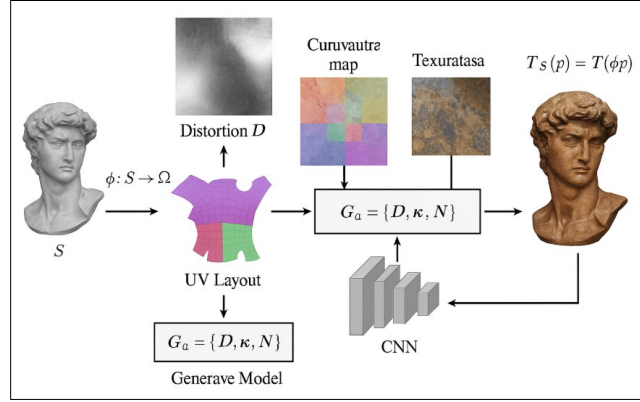 Curuvautra
map
Texuratasa
T_S(p) = T(ϕp)
Distortion D
ϕ: S → Ω
G_a = {D, κ, N}
S
UV Layout
CNN
G_a = {D, κ, N}
Generave Model